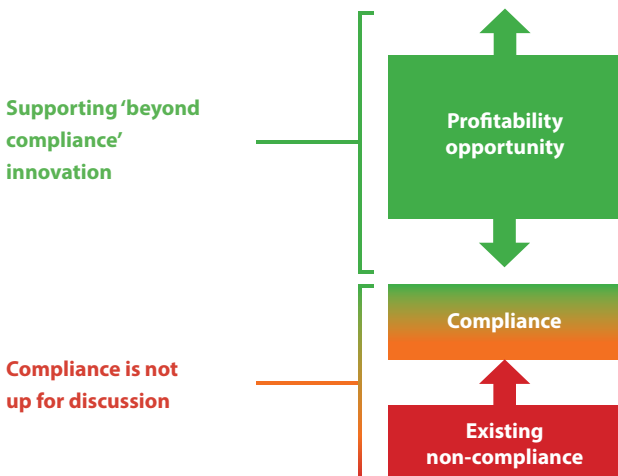 Supporting ‘beyond
compliance’
innovation
Profitability
opportunity
Compliance
Compliance is not
up for discussion
Existing
non-compliance